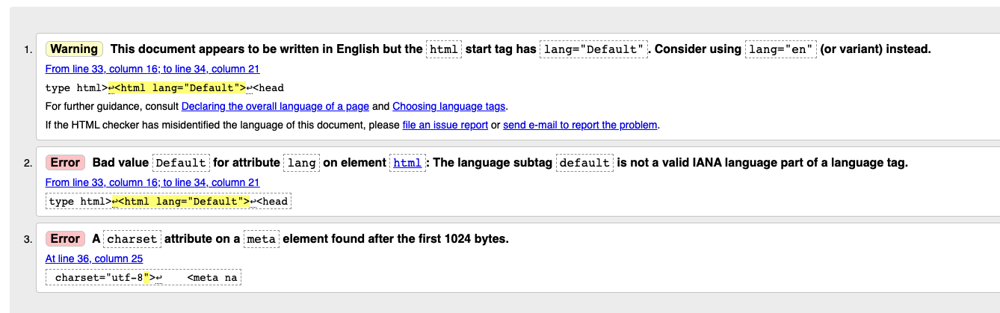 1. Warning This document appears to be written in English but the html start tag has lang="Default". Consider using lang="en" (or variant) instead.
From line 33, column 16; to line 34, column 21
type html>↩<html lang="Default">↩<head
For further guidance, consult Declaring the overall language of a page and Choosing language tags.
If the HTML checker has misidentified the language of this document, please file an issue report or send e-mail to report the problem.
2. Error Bad value Default for attribute lang on element html: The language subtag default is not a valid IANA language part of a language tag.
From line 33, column 16; to line 34, column 21
type html>↩<html lang="Default">↩<head
3. Error A charset attribute on a meta element found after the first 1024 bytes.
At line 36, column 25
charset="utf-8">↩    <meta na